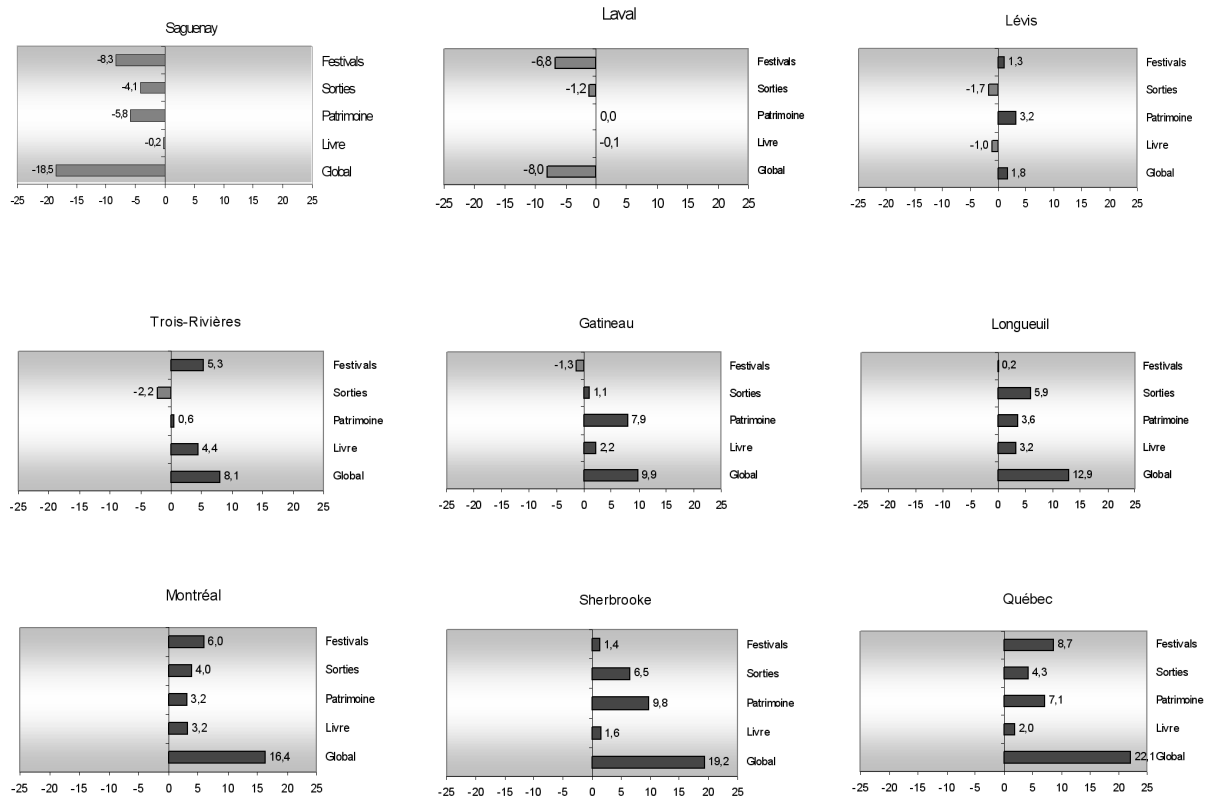 Saguenay
-8,3 Festivals
-4,1 Sorties
-5,8 Patrimoine
-0,2 Livre
-18,5 Global
-25 -20 -15 -10 -5 0 5 10 15 20 25
Laval
-6,8 Festivals
-1,2 Sorties
0,0 Patrimoine
-0,1 Livre
-8,0 Global
-25 -20 -15 -10 -5 0 5 10 15 20 25
Lévis
1,3 Festivals
-1,7 Sorties
3,2 Patrimoine
-1,0 Livre
1,8 Global
-25 -20 -15 -10 -5 0 5 10 15 20 25
Trois-Rivières
5,3 Festivals
-2,2 Sorties
0,6 Patrimoine
4,4 Livre
8,1 Global
-25 -20 -15 -10 -5 0 5 10 15 20 25
Gatineau
-1,3 Festivals
1,1 Sorties
7,9 Patrimoine
2,2 Livre
9,9 Global
-25 -20 -15 -10 -5 0 5 10 15 20 25
Longueuil
0,2 Festivals
5,9 Sorties
3,6 Patrimoine
3,2 Livre
12,9 Global
-25 -20 -15 -10 -5 0 5 10 15 20 25
Montréal
6,0 Festivals
4,0 Sorties
3,2 Patrimoine
3,2 Livre
16,4 Global
-25 -20 -15 -10 -5 0 5 10 15 20 25
Sherbrooke
1,4 Festivals
6,5 Sorties
9,8 Patrimoine
1,6 Livre
19,2 Global
-25 -20 -15 -10 -5 0 5 10 15 20 25
Québec
8,7 Festivals
4,3 Sorties
7,1 Patrimoine
2,0 Livre
22,1 Global
-25 -20 -15 -10 -5 0 5 10 15 20 25